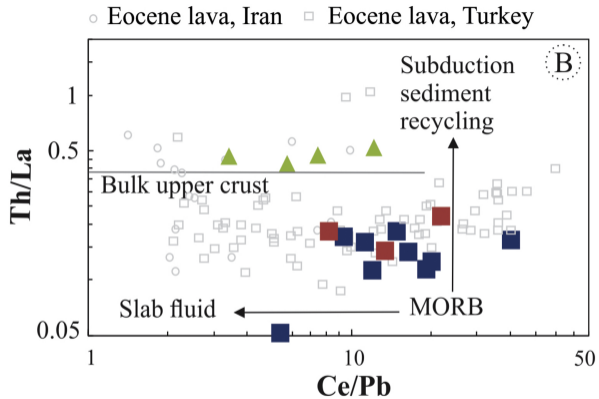 Eocene lava, Iran Eocene lava, Turkey
B
Subduction
sediment
recycling
1
0.5
Bulk upper crust
Th/La
Slab fluid
MORB
0.05
1 10 50
Ce/Pb